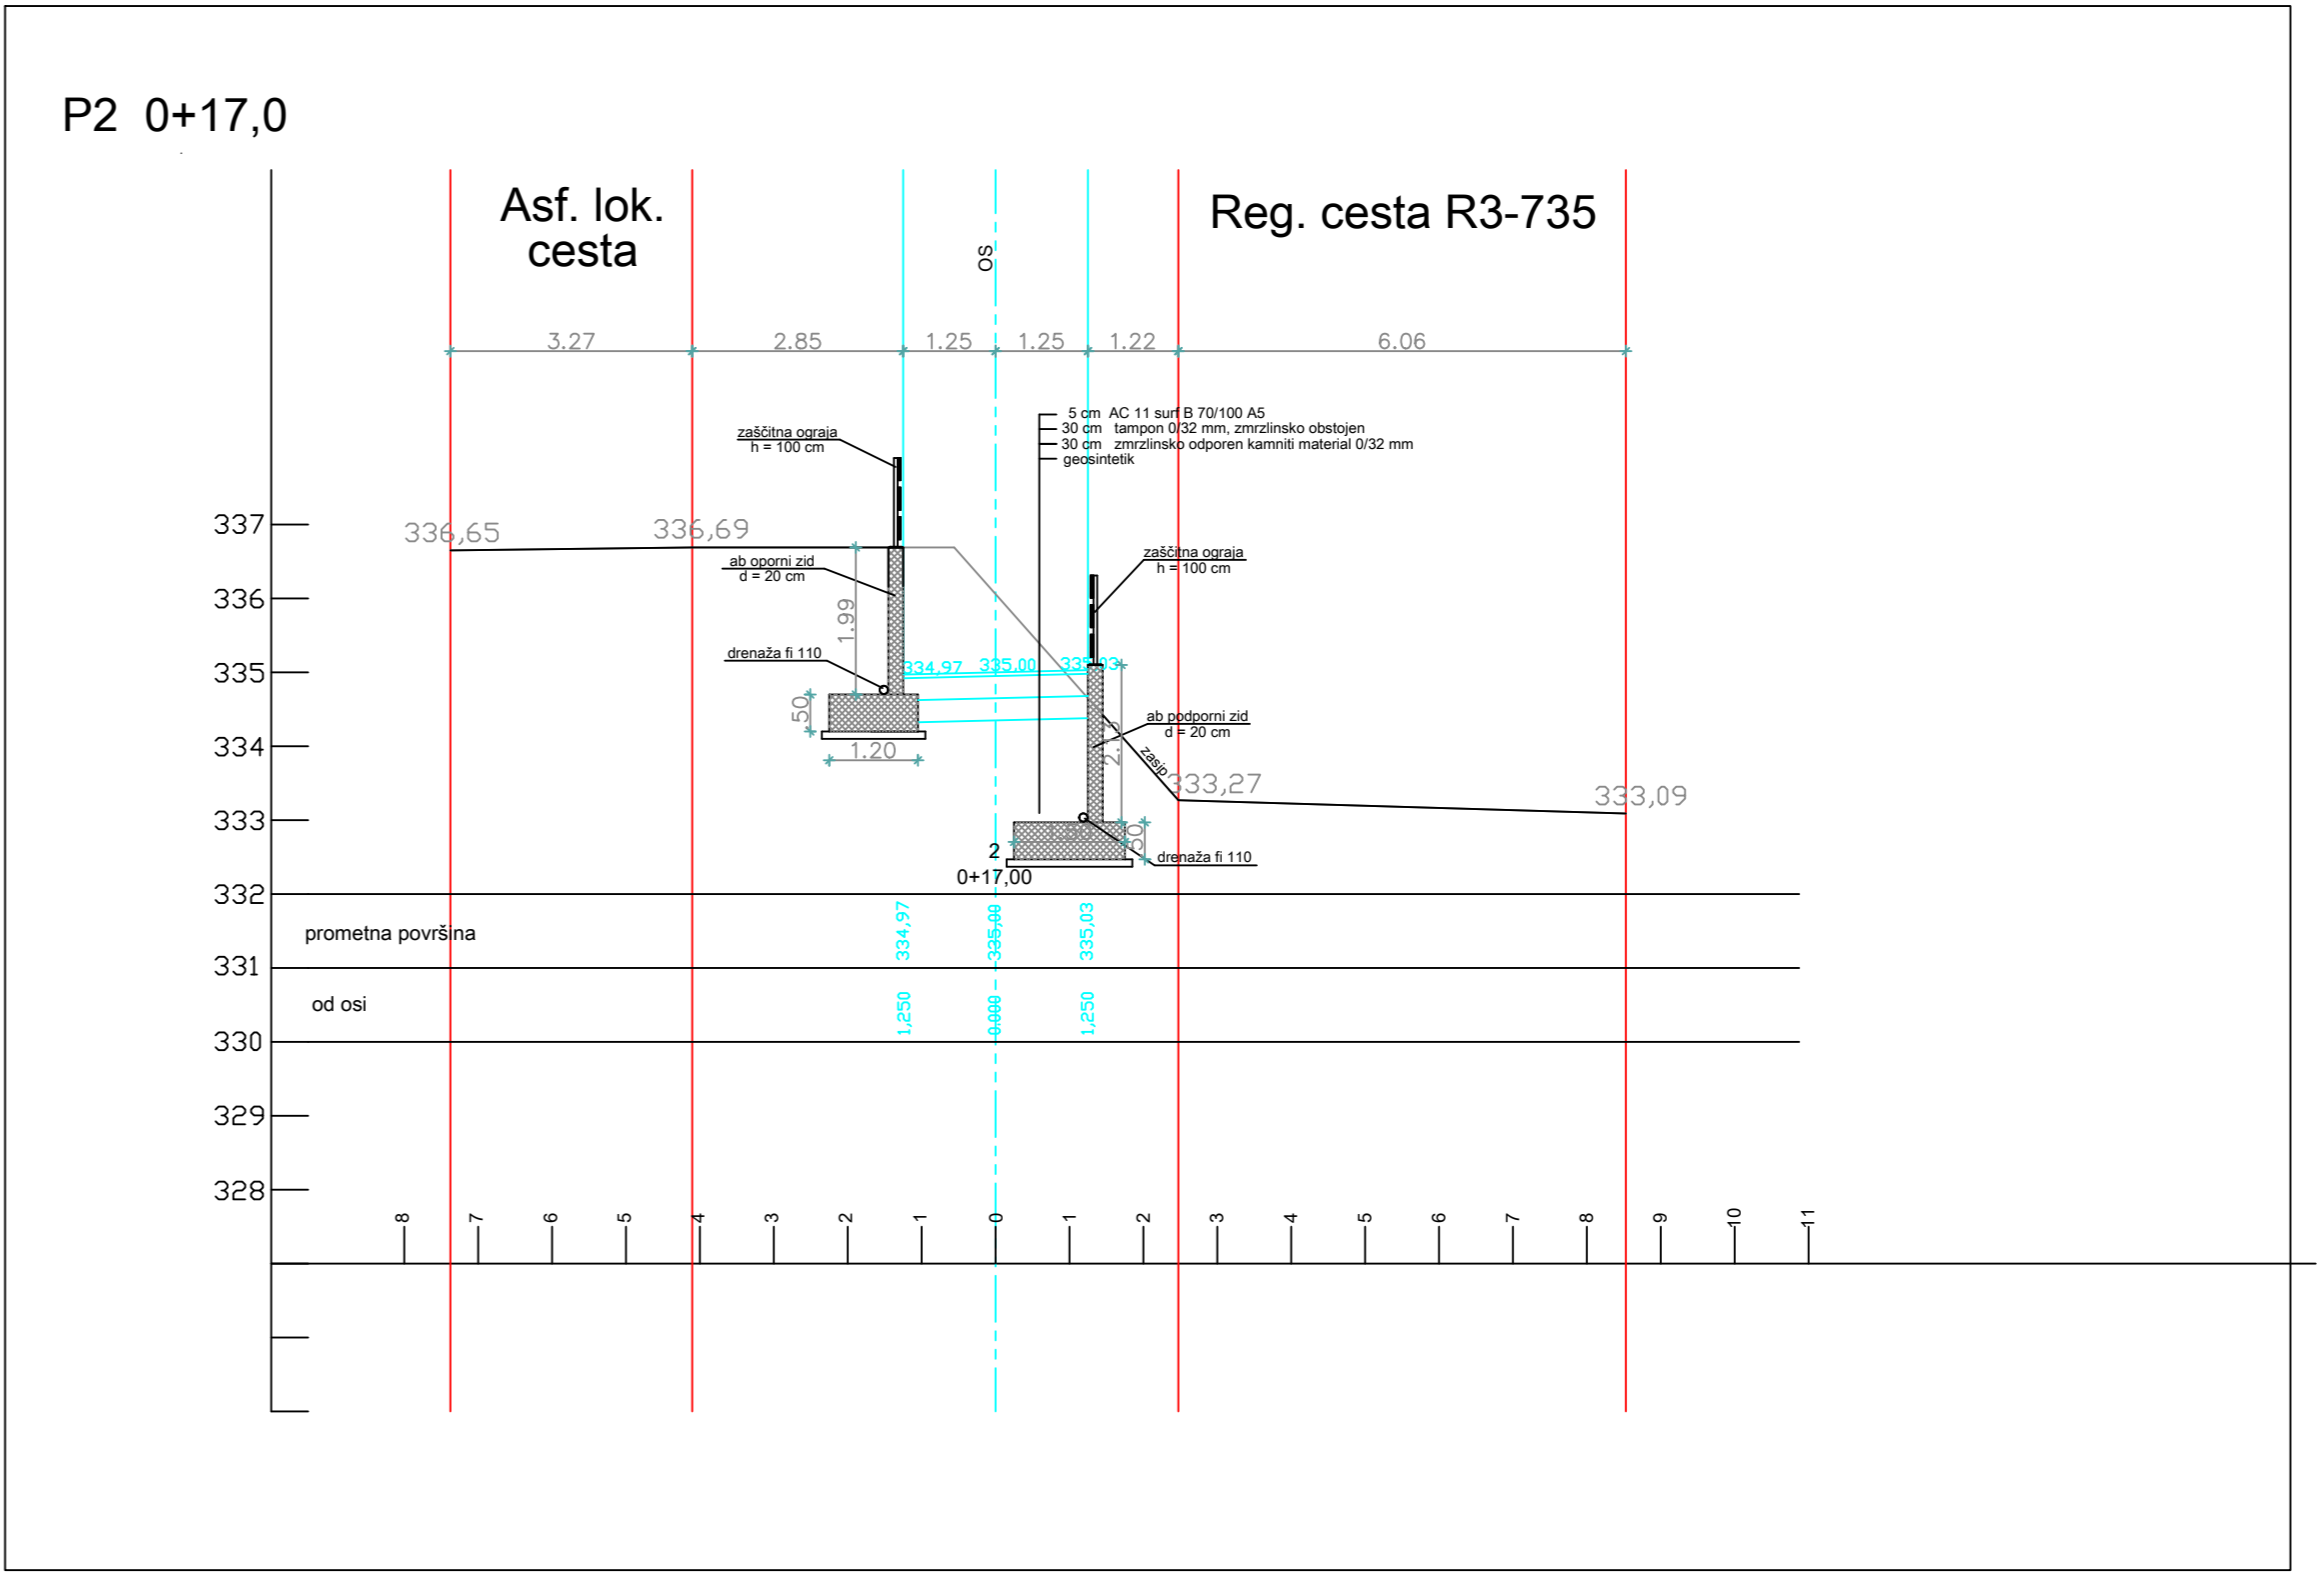 P2 0+17,0
Asf. lok.
cesta
Reg. cesta R3-735
OS
3.27
2.85
1.25
1.25
1.22
6.06
5 cm AC 11 surf B 70/100 A5
30 cm tampon 0/32 mm, zmrzlinsko obstojen
30 cm zmrzlinsko odporen kamniti material 0/32 mm
geosintetik
zaščitna ograja
h = 100 cm
337
336,65
336,69
zaščitna ograja
h = 100 cm
ab oporni zid
d = 20 cm
336
1.99
drenaža fi 110
335
334,97
335,00
335,03
50
ab podporni zid
d = 20 cm
334
1.20
zasip
333,27
333,09
333
50
2
drenaža fi 110
0+17,00
332
prometna površina
334,97
335,00
335,03
331
od osi
1,250
0,000
1,250
330
329
328
8
7
6
5
4
3
2
1
0
1
2
3
4
5
6
7
8
9
10
11